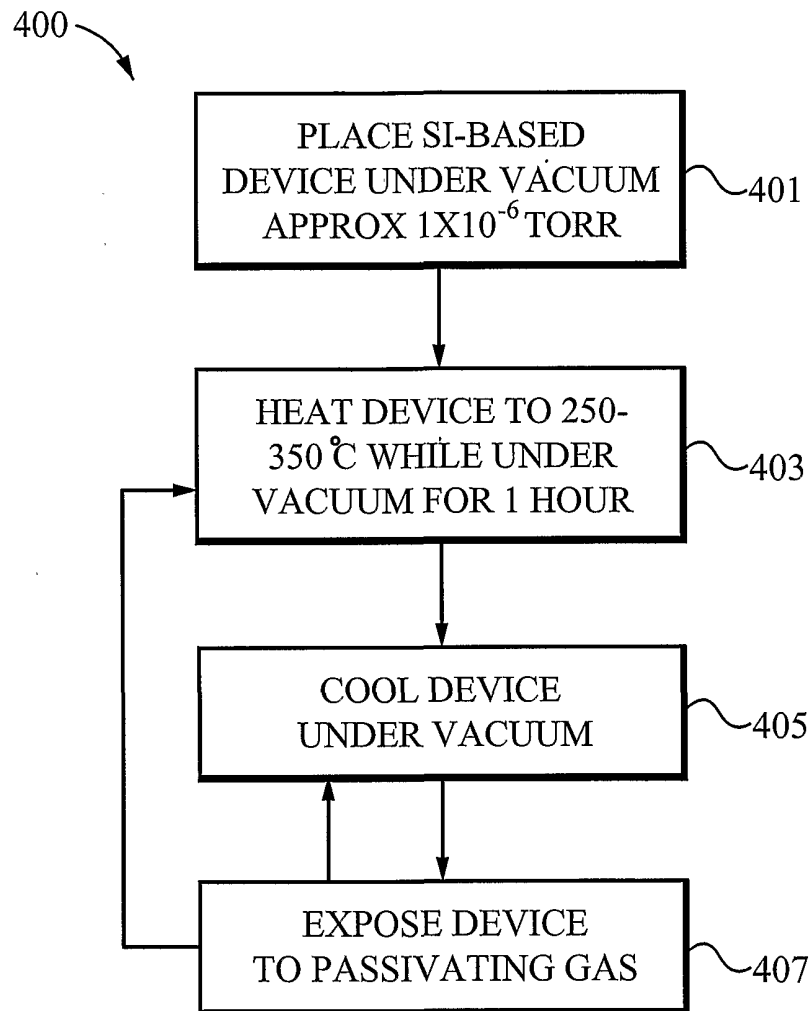 400
PLACE SI-BASED
DEVICE UNDER VACUUM
APPROX 1X10⁻⁶ TORR
401
HEAT DEVICE TO 250-
350°C WHILE UNDER
VACUUM FOR 1 HOUR
403
COOL DEVICE
UNDER VACUUM
405
EXPOSE DEVICE
TO PASSIVATING GAS
407